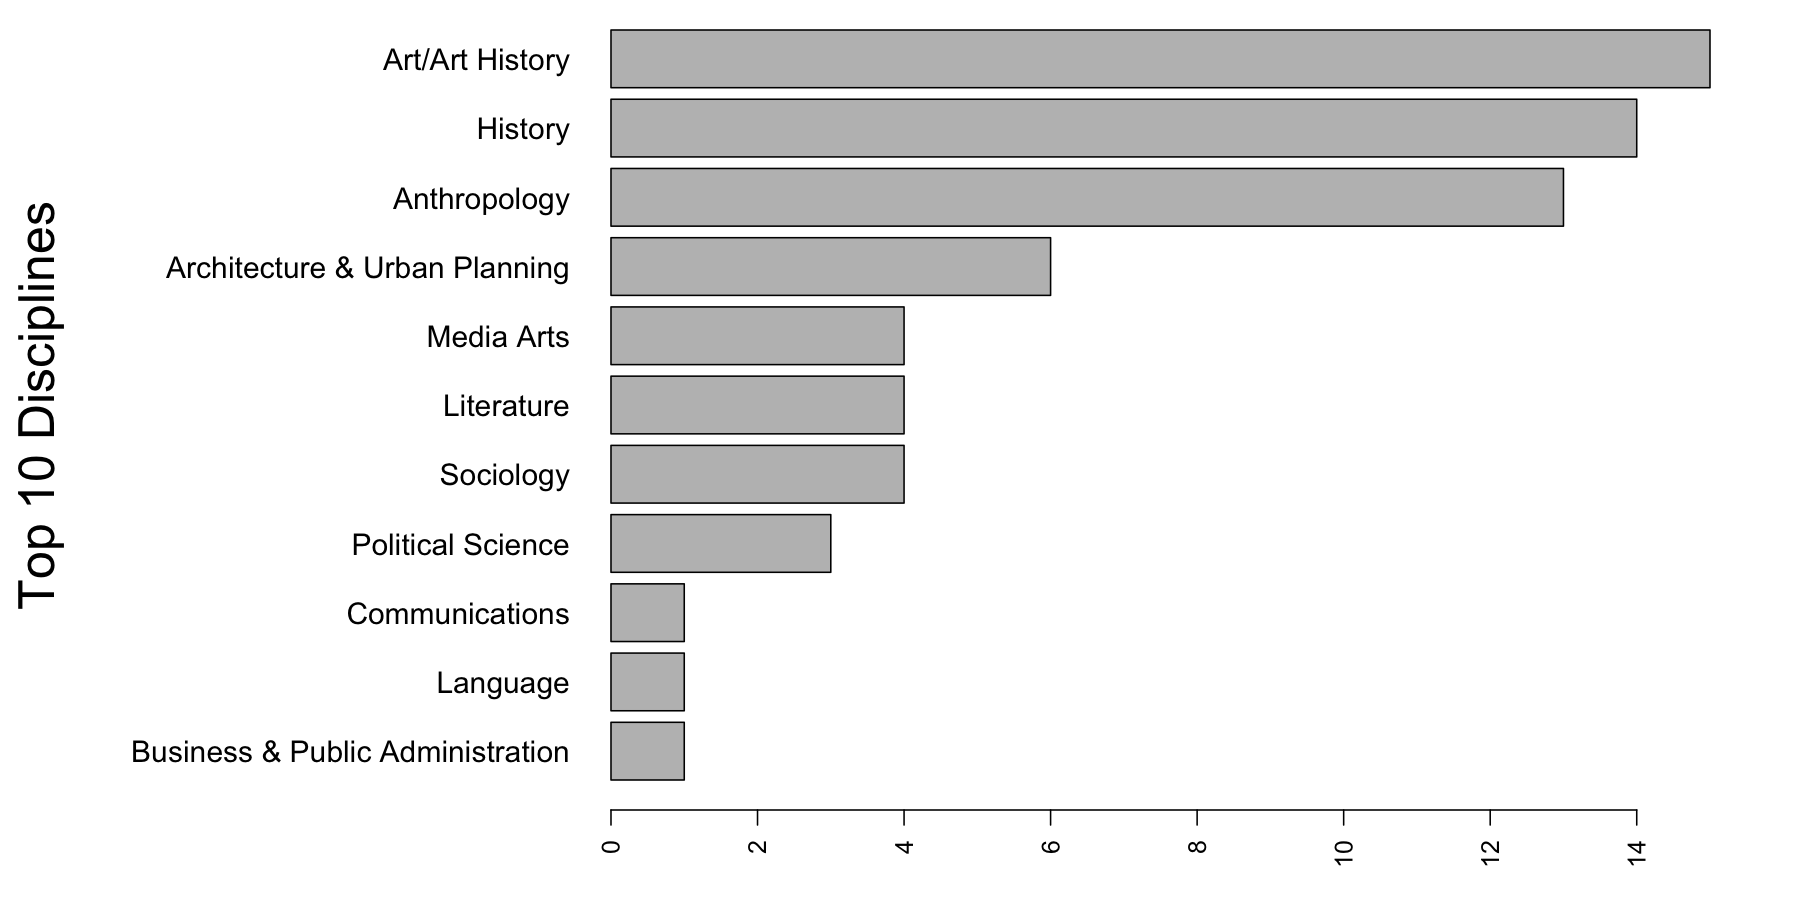 Top 10 Disciplines
Art/Art History
History
Anthropology
Architecture & Urban Planning
Media Arts
Literature
Sociology
Political Science
Communications
Language
Business & Public Administration
0 2 4 6 8 10 12 14